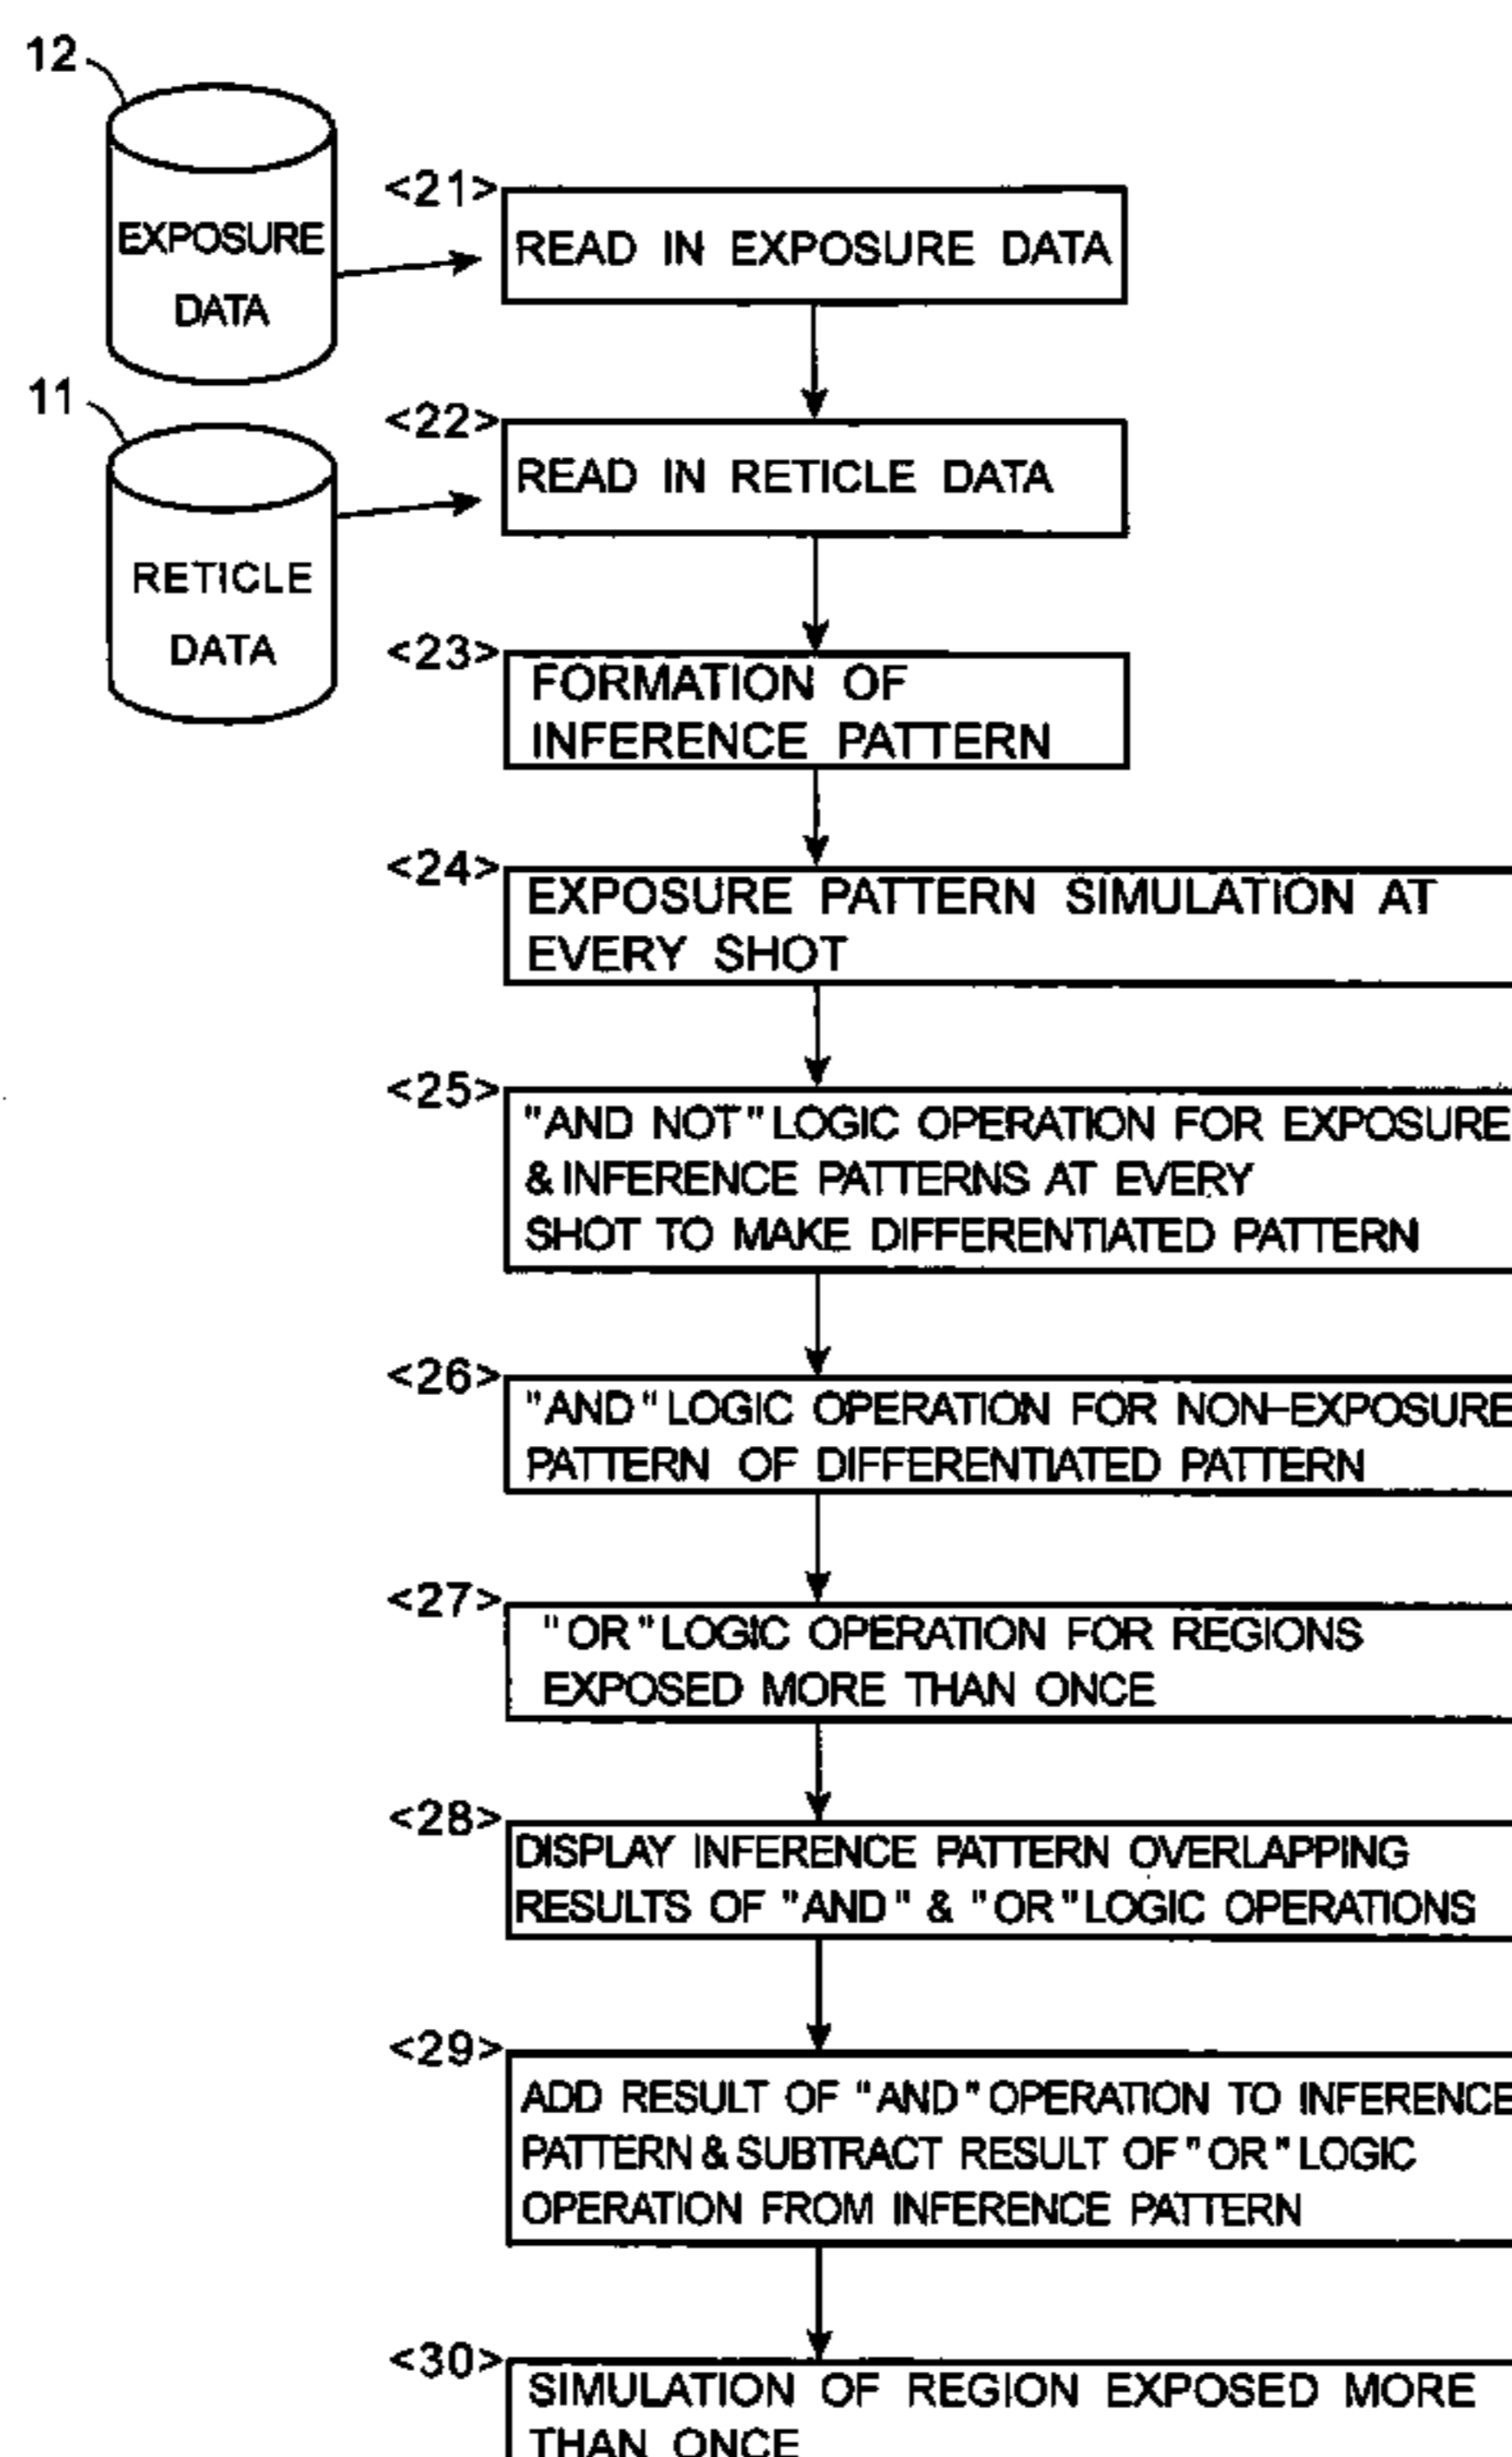 12
EXPOSURE
DATA
<21>
READ IN EXPOSURE DATA
11
RETICLE
DATA
<22>
READ IN RETICLE DATA
<23>
FORMATION OF
INFERENCE PATTERN
<24>
EXPOSURE PATTERN SIMULATION AT
EVERY SHOT
<25>
"AND NOT" LOGIC OPERATION FOR EXPOSURE
& INFERENCE PATTERNS AT EVERY
SHOT TO MAKE DIFFERENTIATED PATTERN
<26>
"AND" LOGIC OPERATION FOR NON-EXPOSURE
PATTERN OF DIFFERENTIATED PATTERN
<27>
"OR" LOGIC OPERATION FOR REGIONS
EXPOSED MORE THAN ONCE
<28>
DISPLAY INFERENCE PATTERN OVERLAPPING
RESULTS OF "AND" & "OR" LOGIC OPERATIONS
<29>
ADD RESULT OF "AND" OPERATION TO INFERENCE
PATTERN & SUBTRACT RESULT OF "OR" LOGIC
OPERATION FROM INFERENCE PATTERN
<30>
SIMULATION OF REGION EXPOSED MORE
THAN ONCE